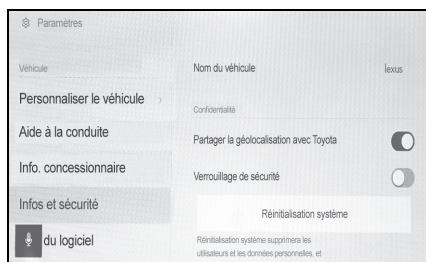 Paramètres
Véhicule
Personnaliser le véhicule
Aide à la conduite
Info. concessionnaire
Infos et sécurité
du logiciel
Nom du véhicule lexus
Confidentialité
Partager la géolocalisation avec Toyota
Verrouillage de sécurité
Réinitialisation système
Réinitialisation système supprimera les
utilisateurs et les données personnelles, et